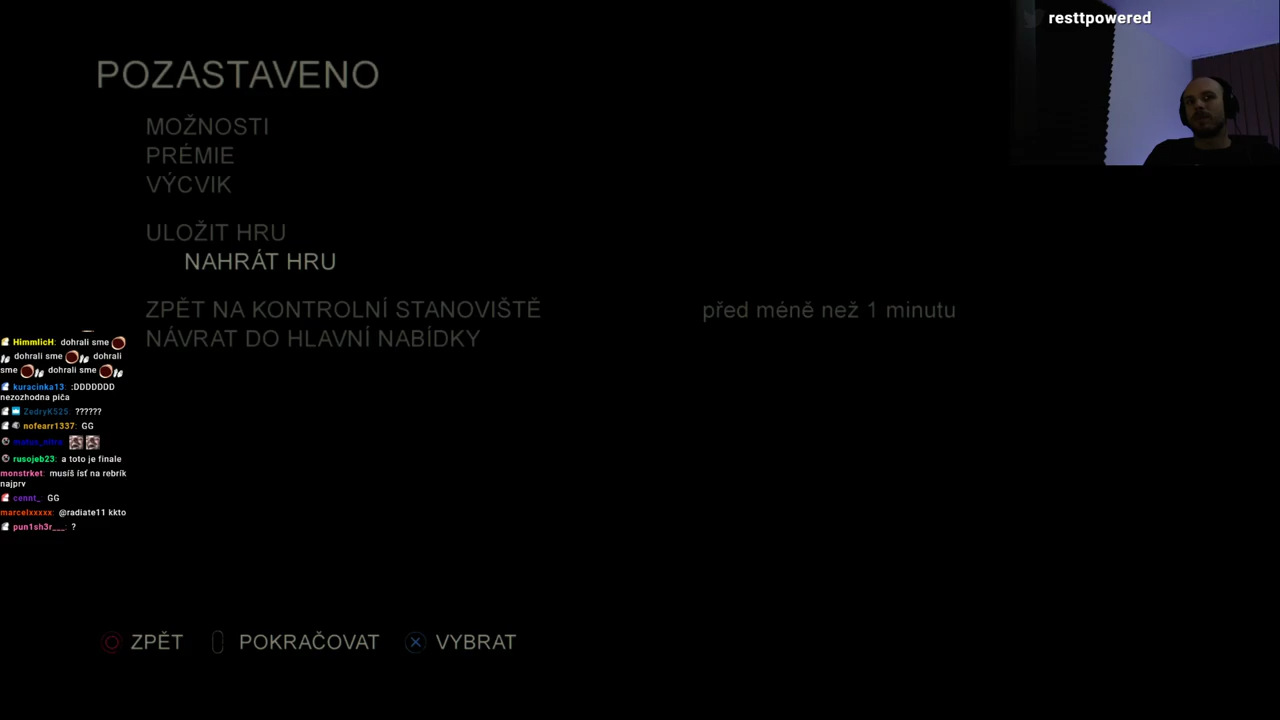 resttpowered
POZASTAVENO
MOŽNOSTI
PRÉMIE
VÝCVIK
ULOŽIT HRU
NAHRÁT HRU
ZPĚT NA KONTROLNÍ STANOVIŠTĚ
před méně než 1 minutu
NÁVRAT DO HLAVNÍ NABÍDKY
HimmlicH: dohrali sme
dohrali sme dohrali
sme dohrali sme
kuracinka13: :DDDDDDD
nezozhodna piča
ZedryK525: ??????
nofearr1337: GG
rusojeb23: a toto je finale
monstrket: musíš ísť na rebrík
najprv
cennt_: GG
marcelxxxxx: @radiate11 kkto
pun1sh3r___: ?
ZPĚT
POKRAČOVAT
VYBRAT